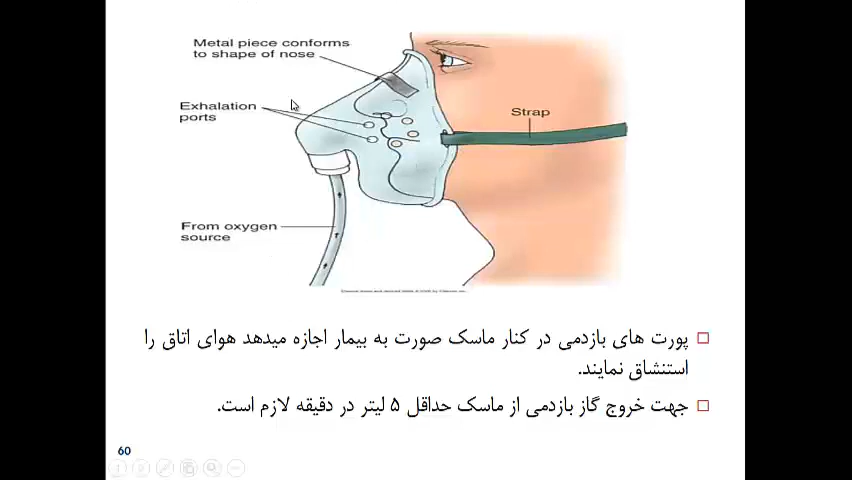 Metal piece conforms
to shape of nose
Exhalation
ports
Strap
From oxygen
source
پورت های بازدمی در کنار ماسک صورت به بیمار اجازه میدهد هوای اتاق را
استنشاق نمایند.
جهت خروج گاز بازدمی از ماسک حداقل ۵ لیتر در دقیقه لازم است.
60